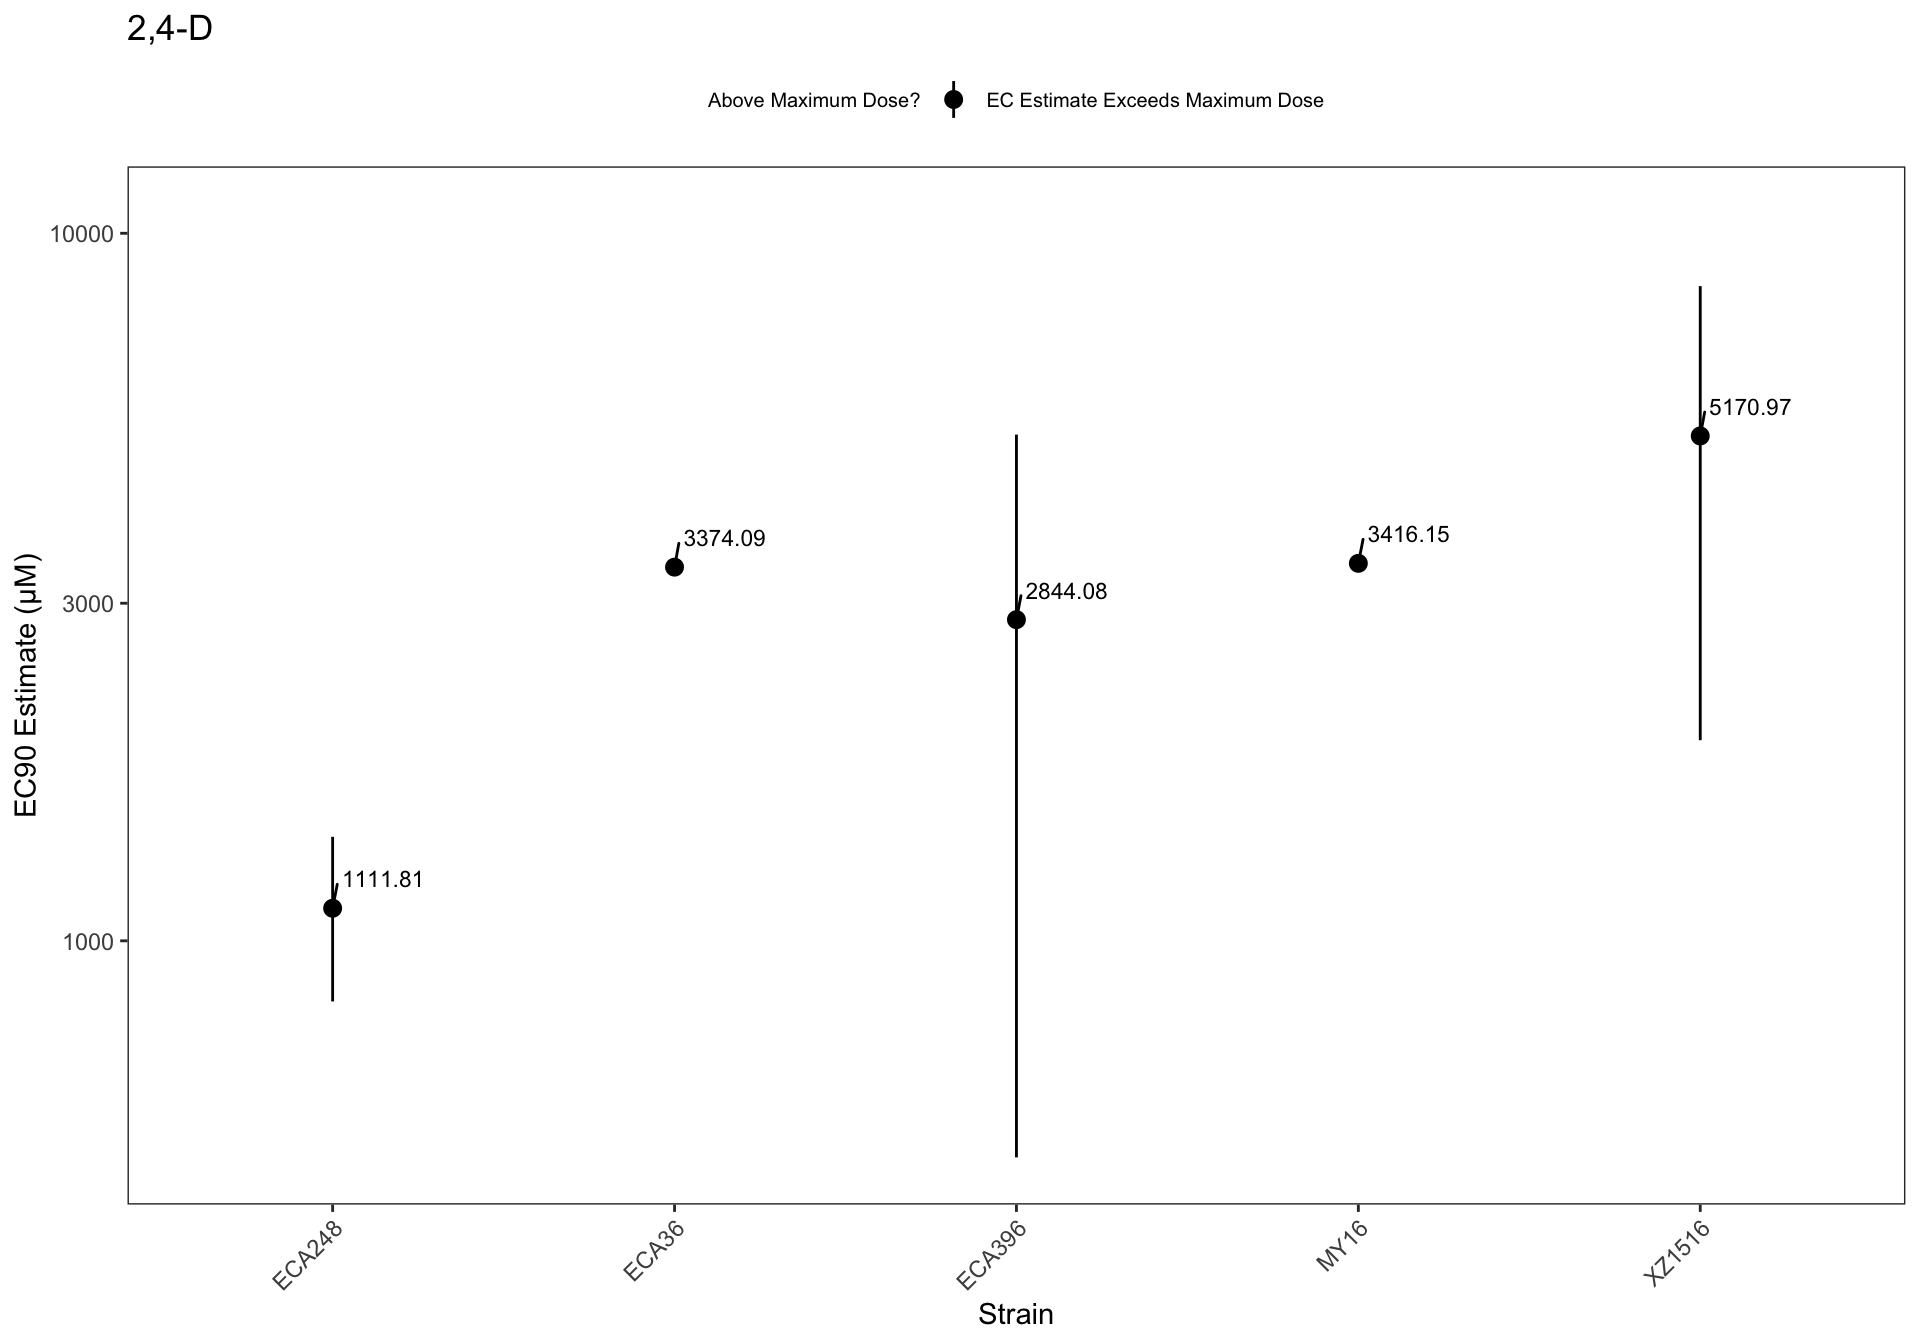 2,4-D
Above Maximum Dose? EC Estimate Exceeds Maximum Dose
EC90 Estimate (µM)
10000
3000
1000
5170.97
3416.15
3374.09
2844.08
1111.81
ECA248
ECA36
ECA396
MY16
XZ1516
Strain